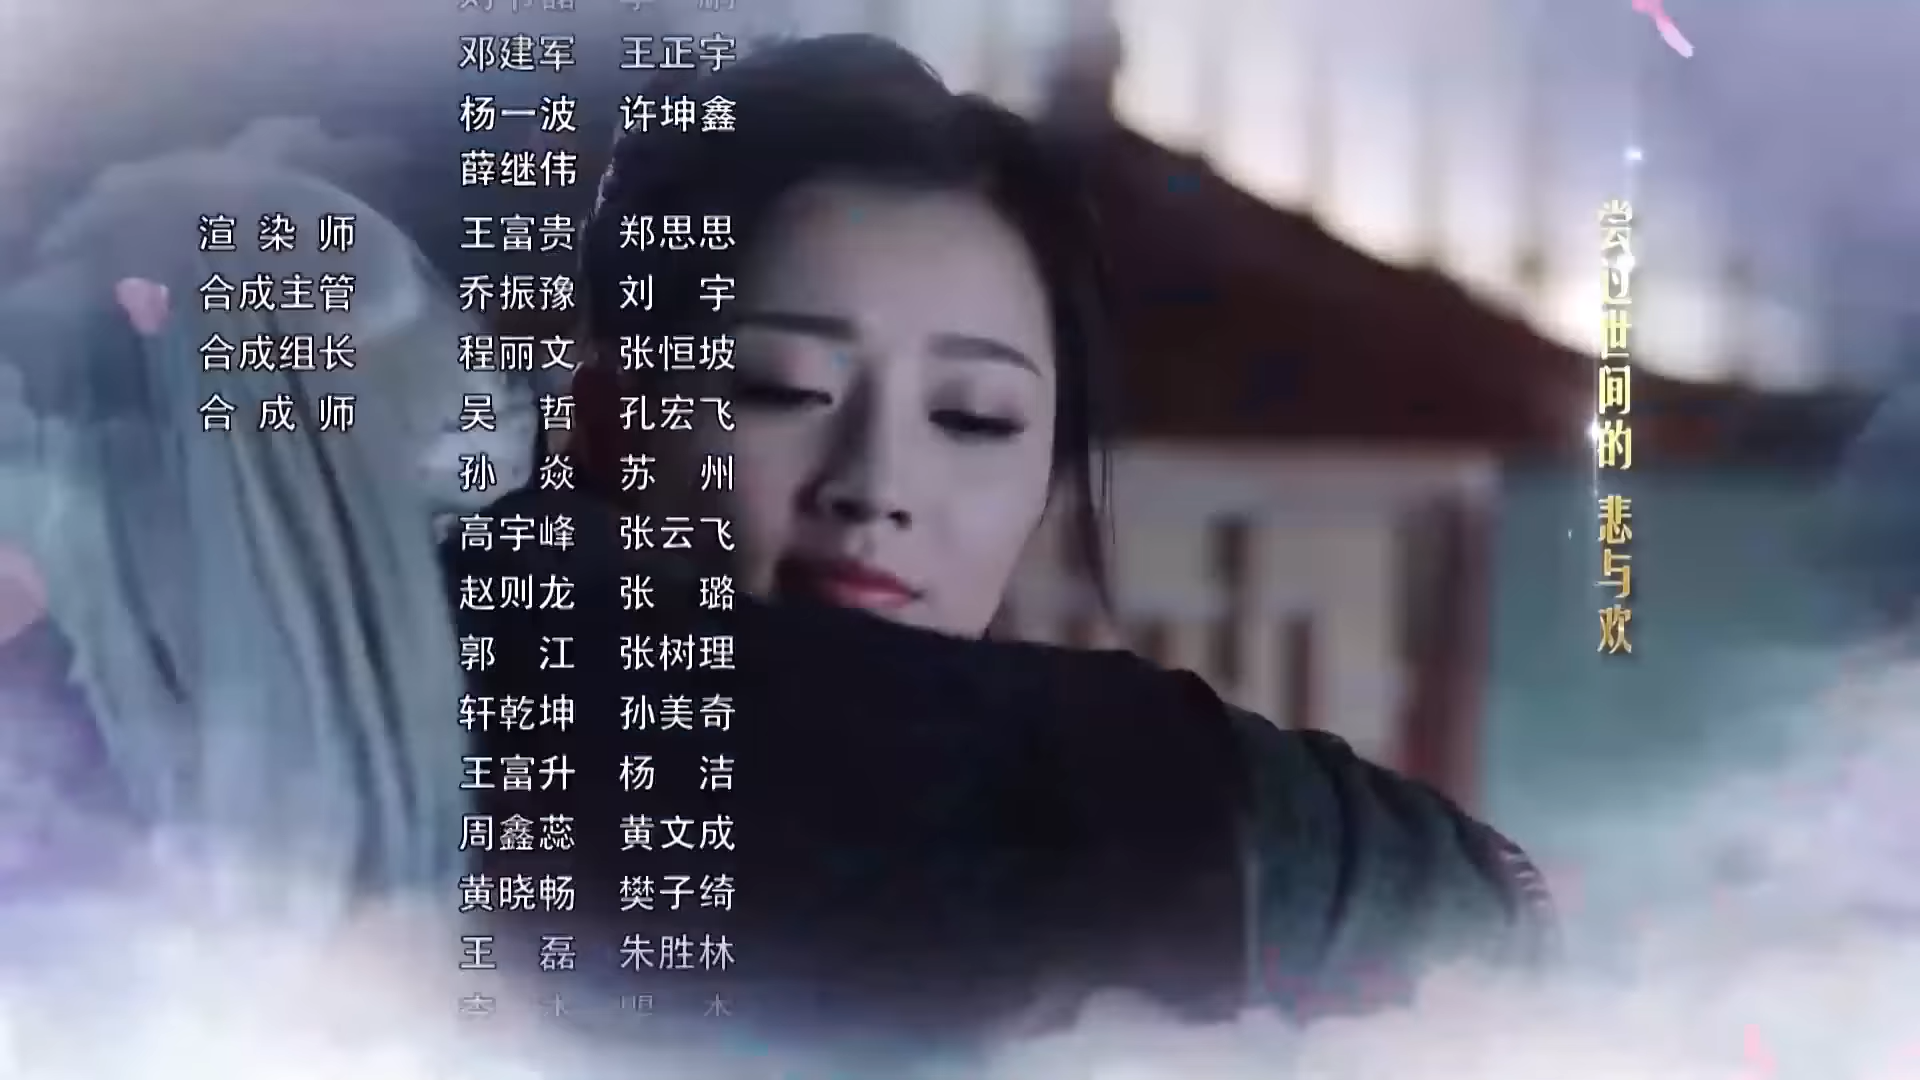 邓建军 王正宇
杨一波 许坤鑫
薛继伟
渲染师 王富贵 郑思思
合成主管 乔振豫 刘宇
合成组长 程丽文 张恒坡
合成师 吴哲 孔宏飞
孙焱 苏州
高宇峰 张云飞
赵则龙 张璐
郭江 张树理
轩乾坤 孙美奇
王富升 杨洁
周鑫蕊 黄文成
黄晓畅 樊子绮
王磊 朱胜林
尝过世间的 悲与欢